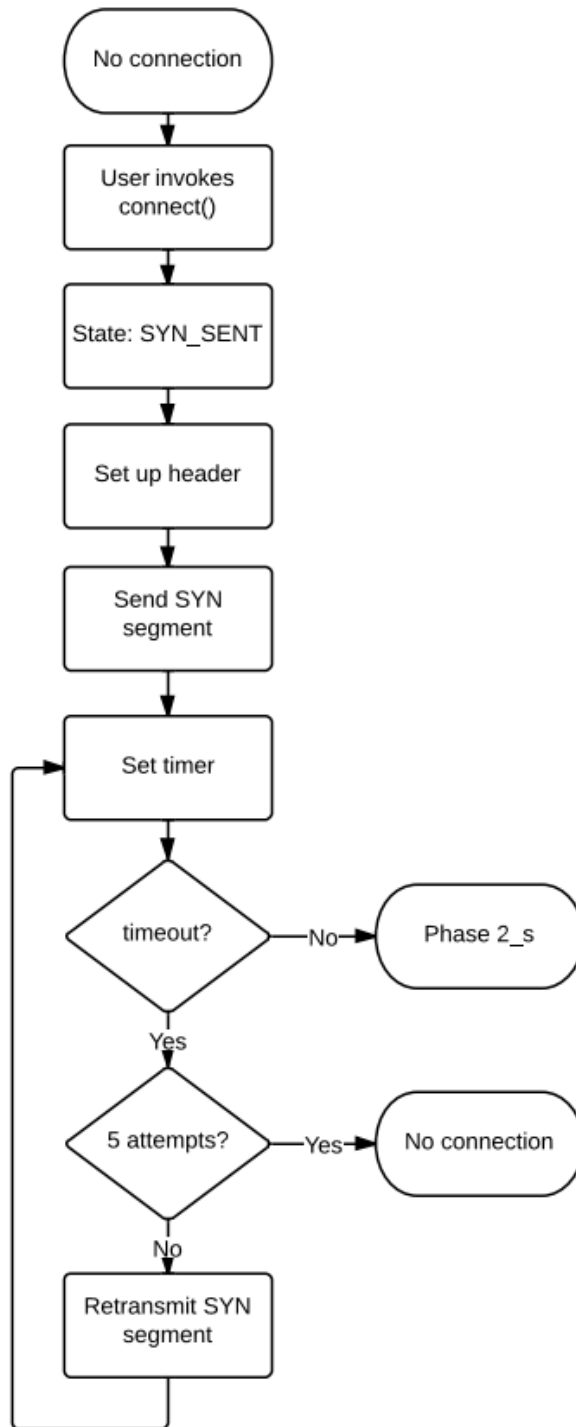 No connection
User invokes
connect()
State: SYN_SENT
Set up header
Send SYN
segment
Set timer
timeout?
No
Phase 2_s
Yes
5 attempts?
Yes
No connection
No
Retransmit SYN
segment